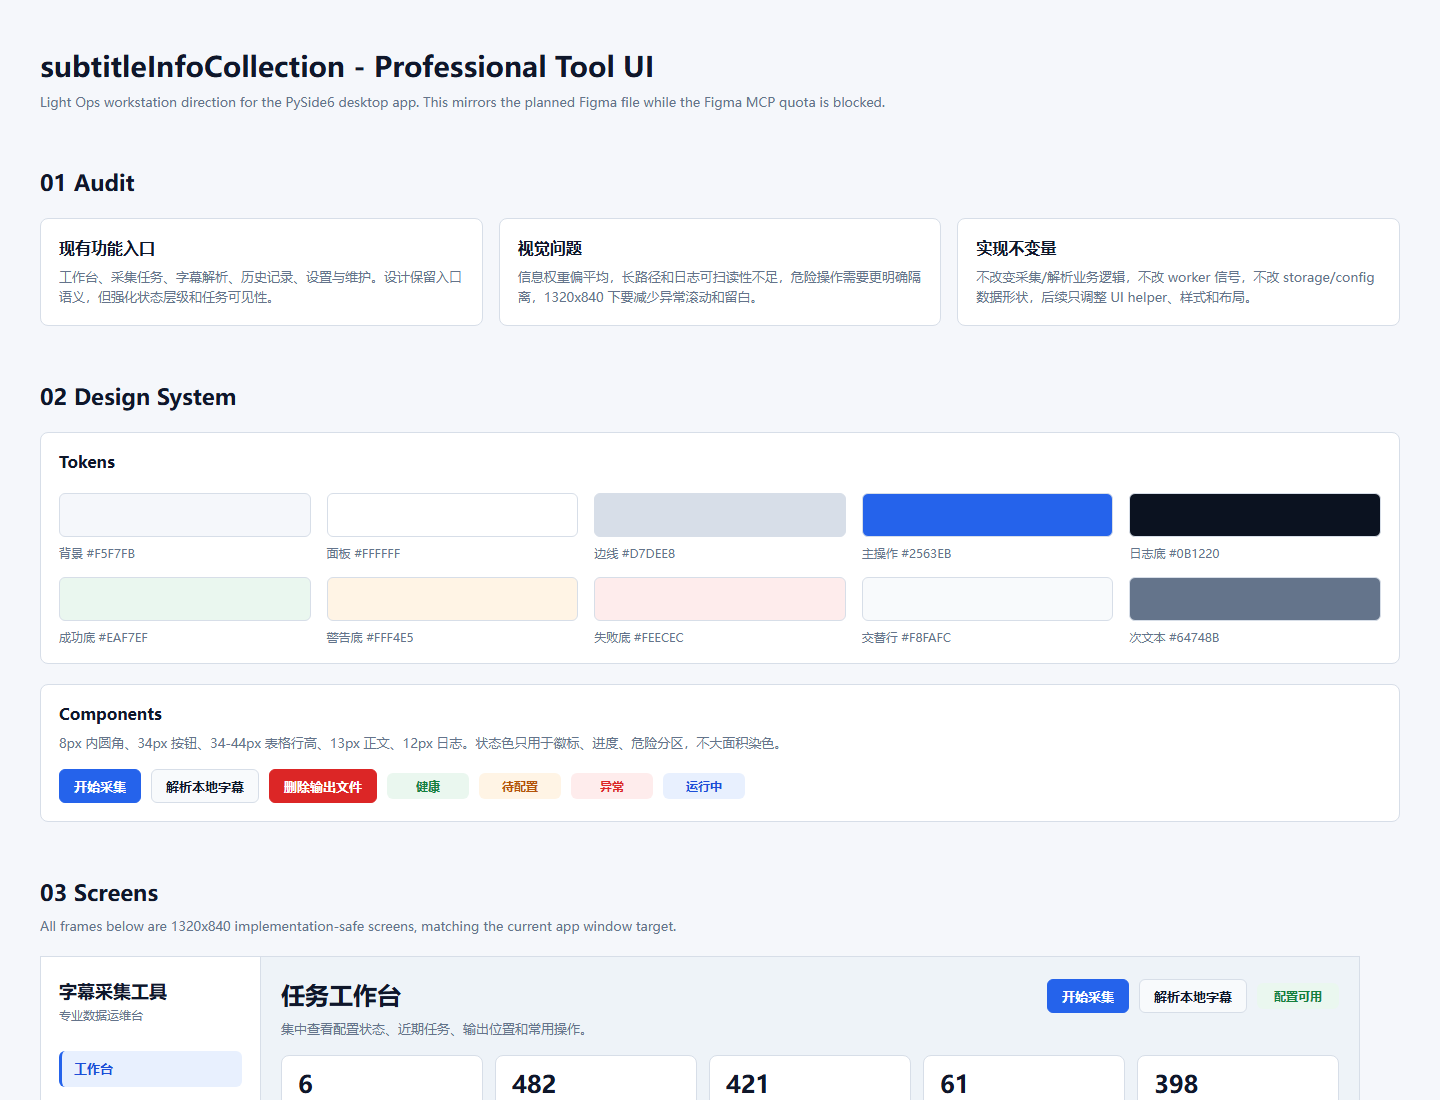 subtitleInfoCollection - Professional Tool UI
Light Ops workstation direction for the PySide6 desktop app. This mirrors the planned Figma file while the Figma MCP quota is blocked.
01 Audit
现有功能入口
工作台、采集任务、字幕解析、历史记录、设置与维护。设计保留入口
语义，但强化状态层级和任务可见性。
视觉问题
信息权重偏平均，长路径和日志可扫读性不足，危险操作需要更明确隔
离，1320x840 下要减少异常滚动和留白。
实现不变量
不改变采集/解析业务逻辑，不改 worker 信号，不改 storage/config
数据形状，后续只调整 UI helper、样式和布局。
02 Design System
Tokens
背景 #F5F7FB
面板 #FFFFFF
边线 #D7DEE8
主操作 #2563EB
日志底 #0B1220
成功底 #EAF7EF
警告底 #FFF4E5
失败底 #FEECEC
交替行 #F8FAFC
次文本 #64748B
Components
8px 内圆角、34px 按钮、34-44px 表格行高、13px 正文、12px 日志。状态色只用于徽标、进度、危险分区，不大面积染色。
开始采集
解析本地字幕
删除输出文件
健康
待配置
异常
运行中
03 Screens
All frames below are 1320x840 implementation-safe screens, matching the current app window target.
字幕采集工具
专业数据运维台
工作台
任务工作台
集中查看配置状态、近期任务、输出位置和常用操作。
开始采集
解析本地字幕
配置可用
6
482
421
61
398